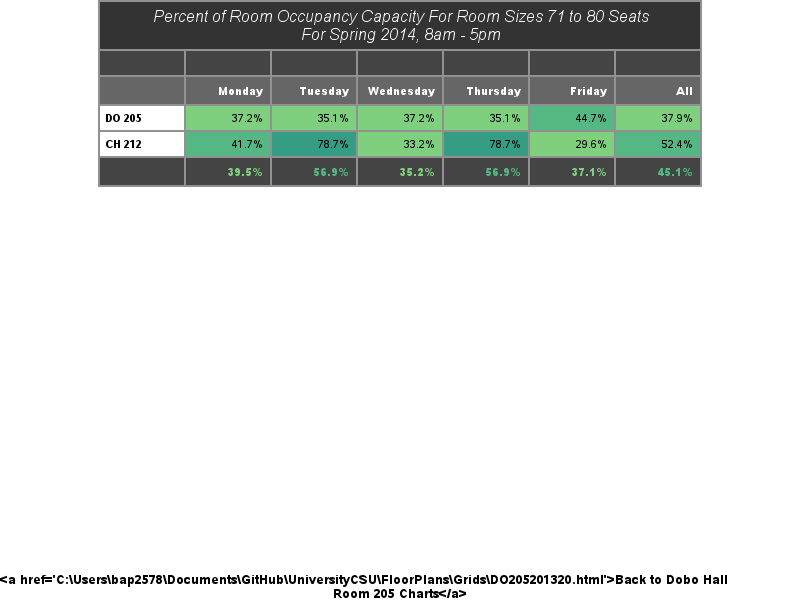 Percent of Room Occupancy Capacity For Room Sizes 71 to 80 Seats
For Spring 2014, 8am - 5pm
Monday Tuesday Wednesday Thursday Friday All
DO 205 37.2% 35.1% 37.2% 35.1% 44.7% 37.9%
CH 212 41.7% 78.7% 33.2% 78.7% 29.6% 52.4%
39.5% 56.9% 35.2% 56.9% 37.1% 45.1%
<a href='C:\Users\bap2578\Documents\GitHub\UniversityCSU\FloorPlans\Grids\DO205201320.html'>Back to Dobo Hall
Room 205 Charts</a>